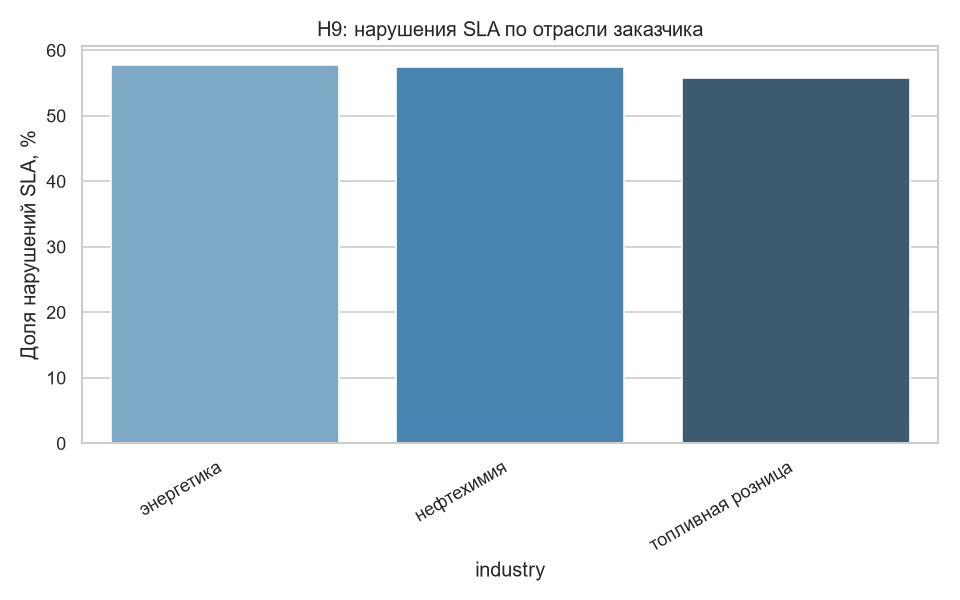 H9: нарушения SLA по отрасли заказчика
Доля нарушений SLA, %
60
50
40
30
20
10
0
энергетика
нефтехимия
топливная розница
industry